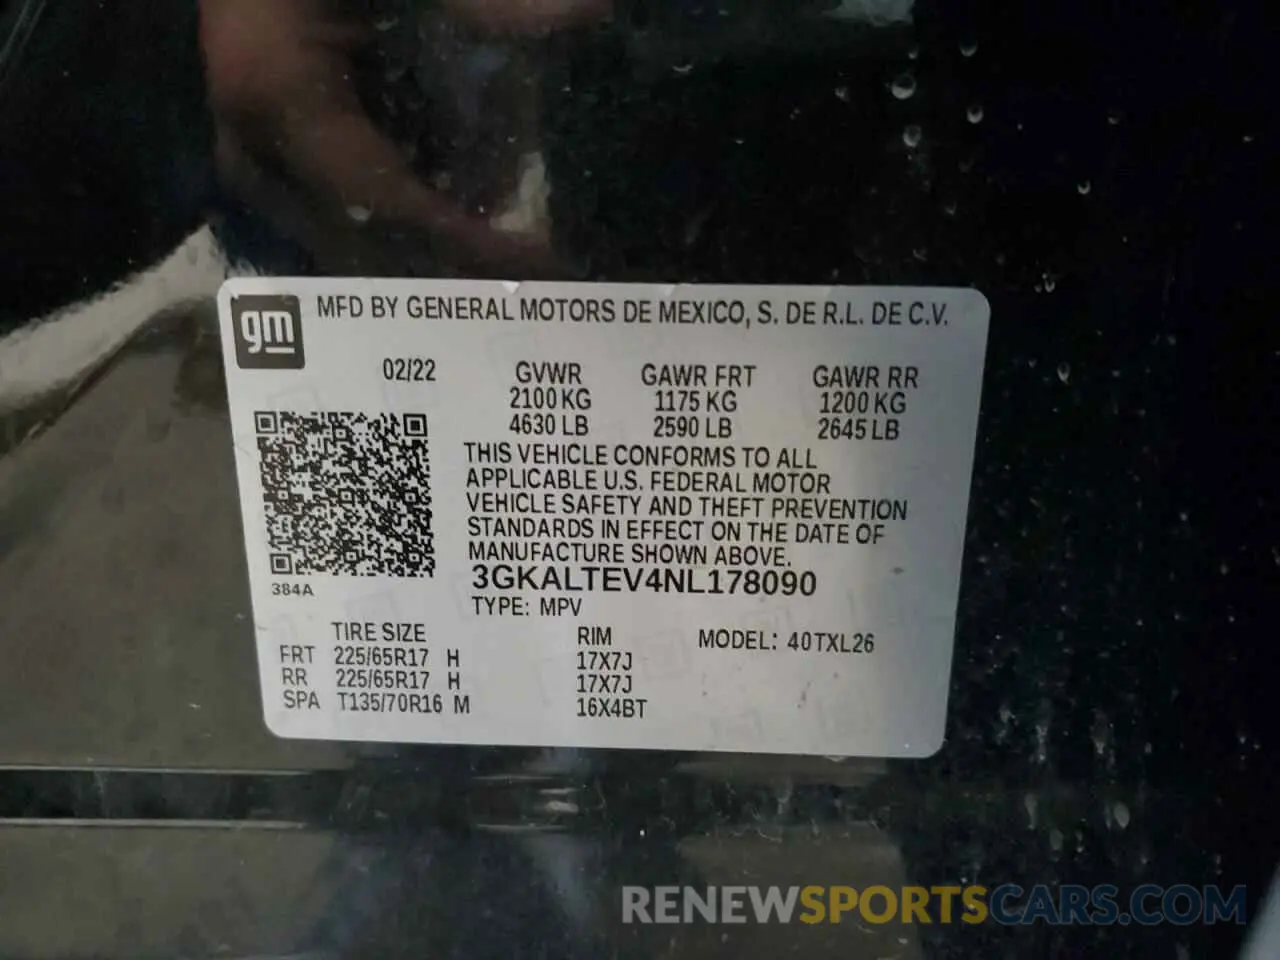 gm MFD BY GENERAL MOTORS DE MEXICO, S. DE R.L. DE C.V.
02/22 GVWR GAWR FRT GAWR RR
2100 KG 1175 KG 1200 KG
4630 LB 2590 LB 2645 LB
THIS VEHICLE CONFORMS TO ALL
APPLICABLE U.S. FEDERAL MOTOR
VEHICLE SAFETY AND THEFT PREVENTION
STANDARDS IN EFFECT ON THE DATE OF
MANUFACTURE SHOWN ABOVE.
384A 3GKALTEV4NL178090
TYPE: MPV
TIRE SIZE RIM MODEL: 40TXL26
FRT 225/65R17 H 17X7J
RR 225/65R17 H 17X7J
SPA T135/70R16 M 16X4BT
RENEWSPORTSCARS.COM